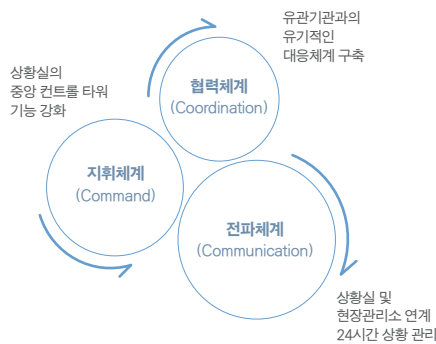 유관기관과의
유기적인
대응체계 구축
상황실의
중앙 컨트롤 타워
기능 강화
협력체계
(Coordination)
지휘체계
(Command)
전파체계
(Communication)
상황실 및
현장관리소 연계
24시간 상황 관리